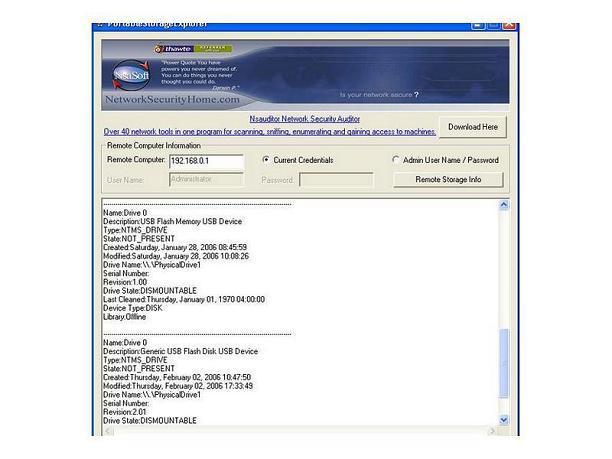 PortableStorageExplorer
thawte
"Power Quote You have
powers you never dreamed of.
You can do things you never
thought you could do.
Darwin P."
NsaSoft
NetworkSecurityHome.com
Is your network secure ?
Nsauditor Network Security Auditor
Over 40 network tools in one program for scanning, sniffing, enumerating and gaining access to machines.
Download Here
Remote Computer Information
Remote Computer: 192.168.0.1
Current Credentials
Admin User Name / Password
User Name: Administrator
Password:
Remote Storage Info
Name:Drive 0
Description:USB Flash Memory USB Device
Type:NTMS_DRIVE
State:NOT_PRESENT
Created:Saturday, January 28, 2006 08:45:59
Modified:Saturday, January 28, 2006 10:08:26
Drive Name:\\.\PhysicalDrive1
Serial Number:
Revision:1.00
Drive State:DISMOUNTABLE
Last Cleaned:Thursday, January 01, 1970 04:00:00
Device Type:DISK
Library:Offline
Name:Drive 0
Description:Generic USB Flash Disk USB Device
Type:NTMS_DRIVE
State:NOT_PRESENT
Created:Thursday, February 02, 2006 10:47:50
Modified:Thursday, February 02, 2006 17:33:49
Drive Name:\\.\PhysicalDrive1
Serial Number:
Revision:2.01
Drive State:DISMOUNTABLE